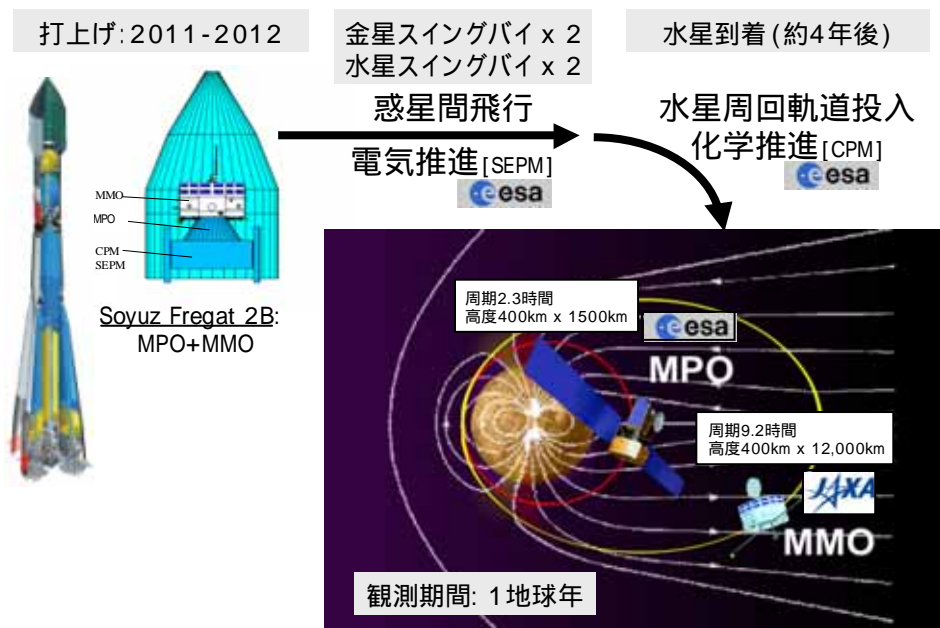 打上げ: 2011-2012
金星スイングバイ x 2
水星スイングバイ x 2
水星到着 (約4年後)
惑星間飛行
電気推進[SEPM]
esa
水星周回軌道投入
化学推進[CPM]
esa
MMO
MPO
CPM
SEPM
Soyuz Fregat 2B:
MPO+MMO
周期2.3時間
高度400km x 1500km
esa
MPO
周期9.2時間
高度400km x 12,000km
JAXA
MMO
観測期間: 1地球年